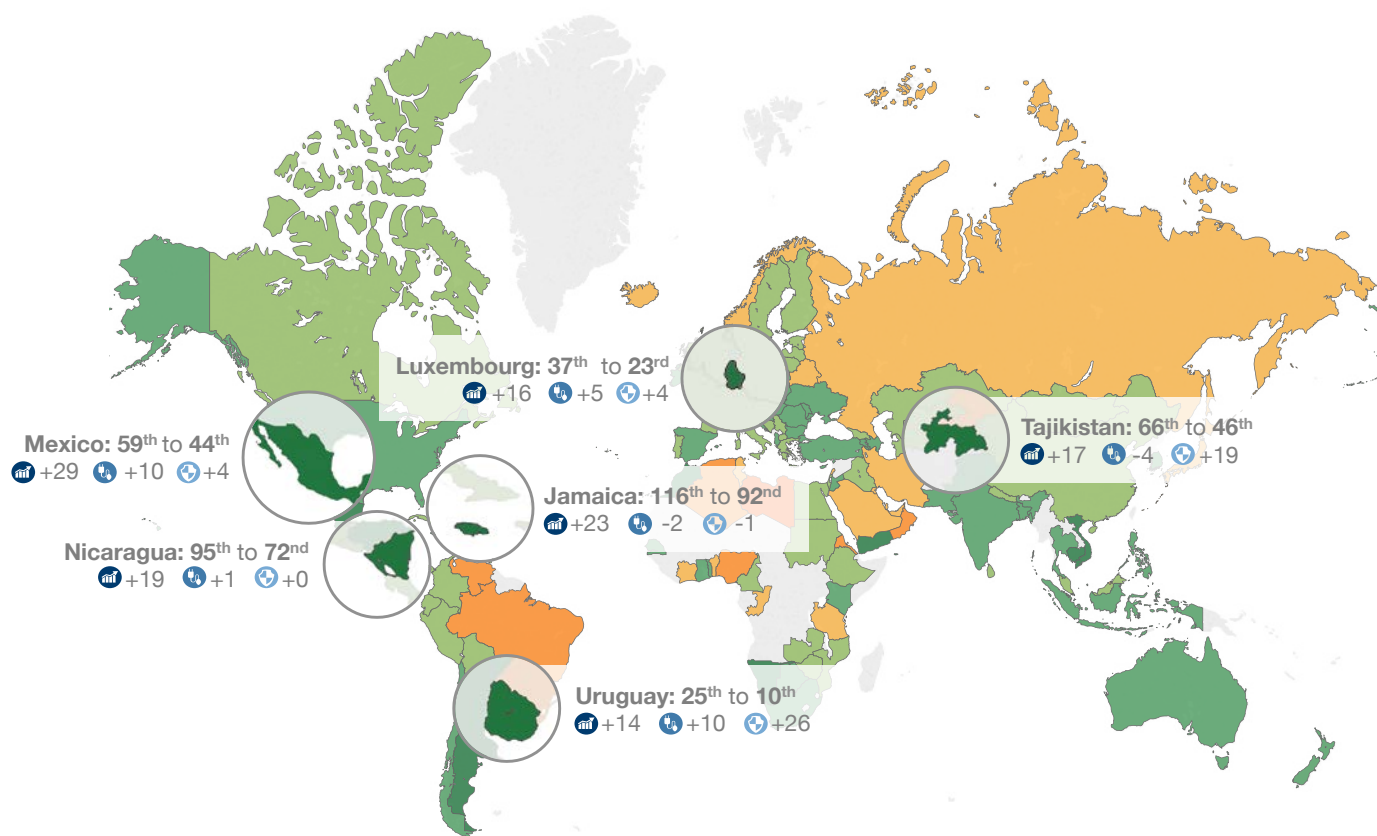 Luxembourg: 37th to 23rd
+16 +5 +4
Mexico: 59th to 44th
+29 +10 +4
Tajikistan: 66th to 46th
+17 -4 +19
Jamaica: 116th to 92nd
+23 -2 -1
Nicaragua: 95th to 72nd
+19 +1 +0
Uruguay: 25th to 10th
+14 +10 +26